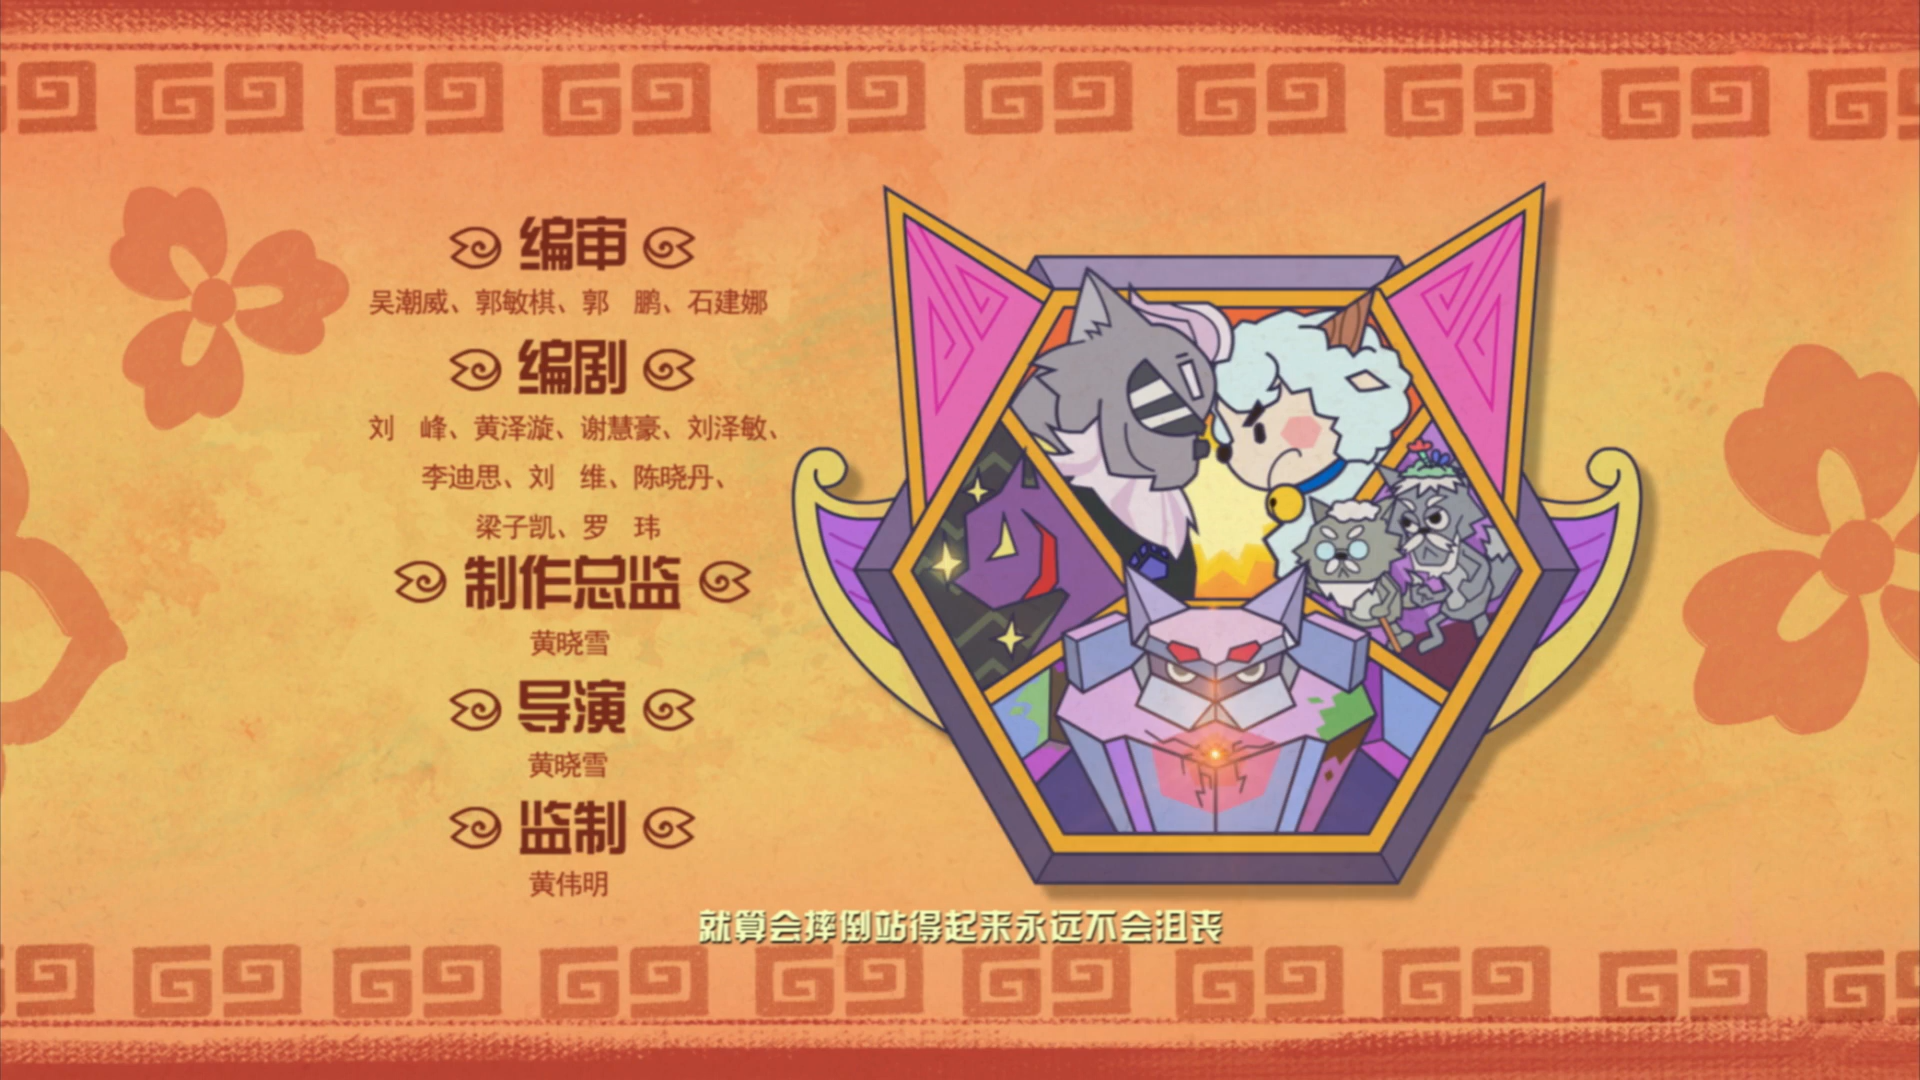 编审
吴潮威、郭敏棋、郭　鹏、石建娜
编剧
刘　峰、黄泽漩、谢慧豪、刘泽敏、
李迪思、刘　维、陈晓丹、
梁子凯、罗　玮
制作总监
黄晓雪
导演
黄晓雪
监制
黄伟明
就算会摔倒站得起来永远不会沮丧